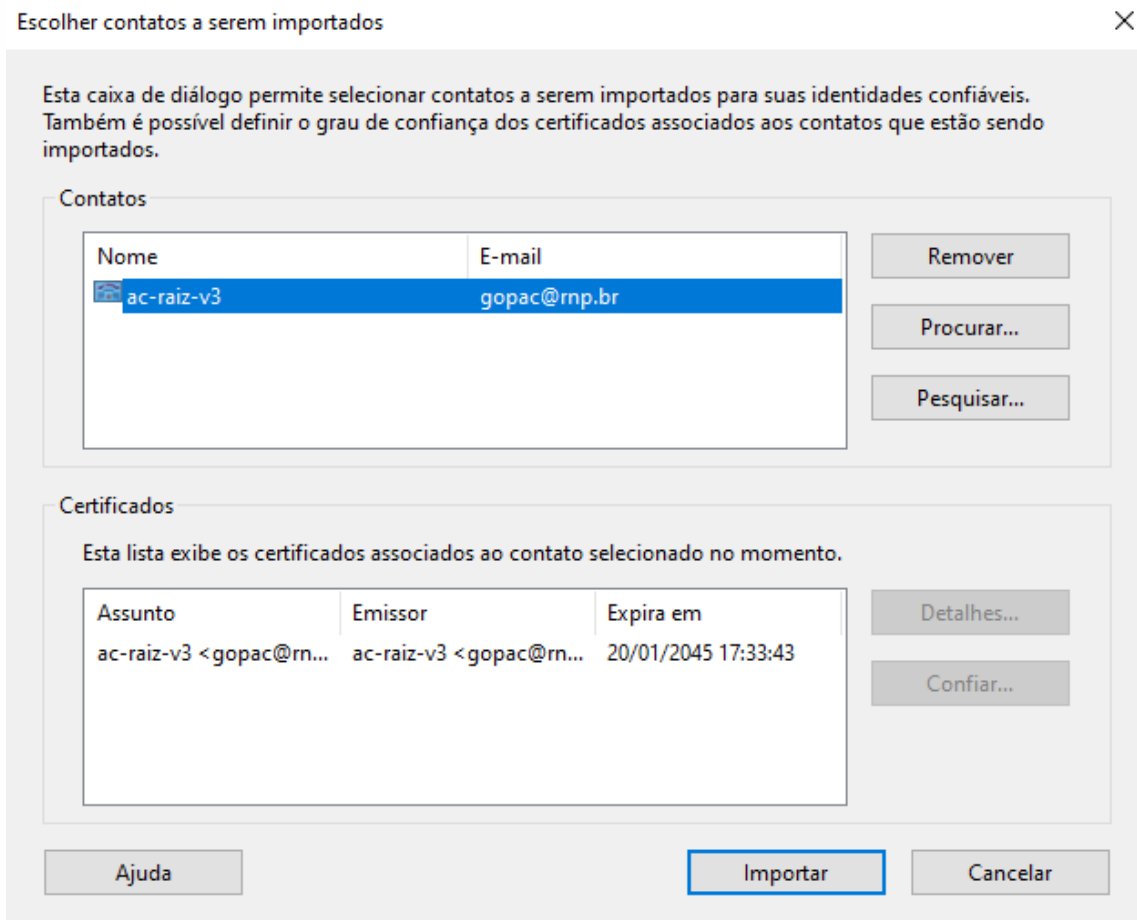 Escolher contatos a serem importados
Esta caixa de diálogo permite selecionar contatos a serem importados para suas identidades confiáveis.
Também é possível definir o grau de confiança dos certificados associados aos contatos que estão sendo
importados.
Contatos
Nome E-mail
ac-raiz-v3 gopac@rnp.br
Remover
Procurar...
Pesquisar...
Certificados
Esta lista exibe os certificados associados ao contato selecionado no momento.
Assunto Emissor Expira em
ac-raiz-v3 <gopac@rn... ac-raiz-v3 <gopac@rn... 20/01/2045 17:33:43
Detalhes...
Confiar...
Ajuda Importar Cancelar